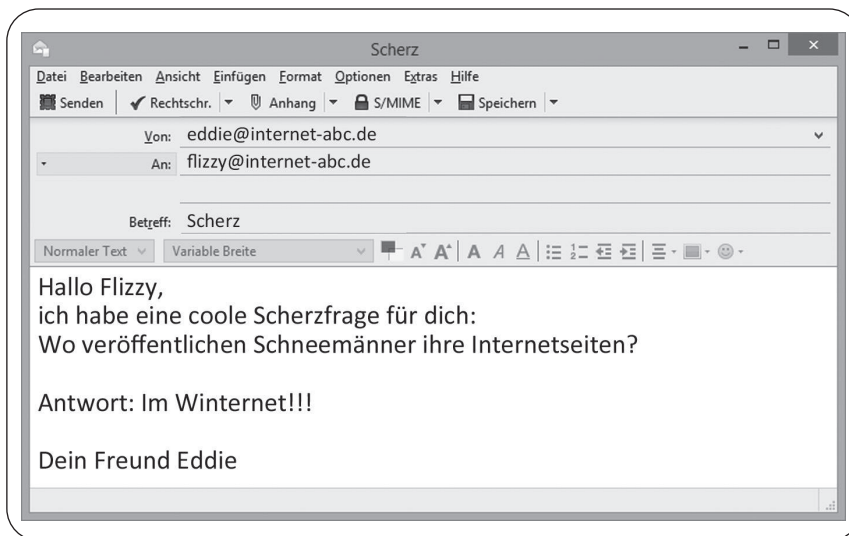 Scherz
Datei Bearbeiten Ansicht Einfügen Format Optionen Extras Hilfe
Senden Rechtschr. Anhang S/MIME Speichern
Von: eddie@internet-abc.de
An: flizzy@internet-abc.de
Betreff: Scherz
Normaler Text Variable Breite
Hallo Flizzy,
ich habe eine coole Scherzfrage für dich:
Wo veröffentlichen Schneemänner ihre Internetseiten?
Antwort: Im Winternet!!!
Dein Freund Eddie